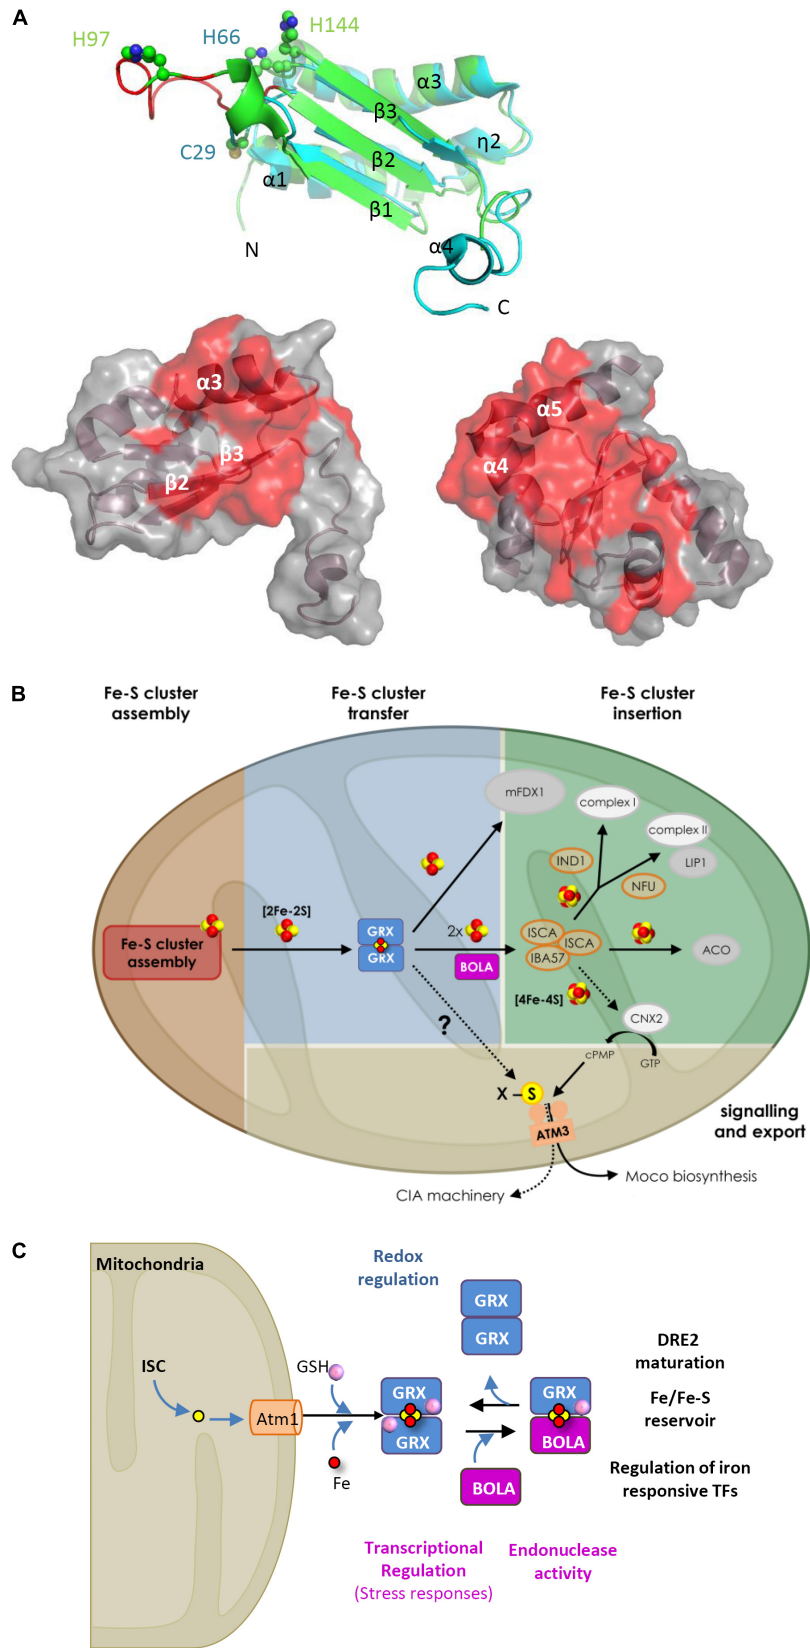 A
H97
H66
H144
α3
β3
η2
C29
β2
α1
β1
N
α4
C
α3
β3
β2
α5
α4
B
Fe-S cluster
assembly
Fe-S cluster
transfer
Fe-S cluster
insertion
mFDX1
complex I
complex II
IND1
LIP1
NFU
[2Fe-2S]
Fe-S cluster
assembly
GRX
GRX
2x
BOLA
ISCA
ISCA
IBA57
ACO
[4Fe-4S]
CNX2
?
cPMP
GTP
X
S
ATM3
signalling
and export
Moco biosynthesis
CIA machinery
C
Mitochondria
Redox
regulation
GRX
GRX
DRE2
maturation
ISC
GSH
GRX
GRX
Fe/Fe-S
reservoir
Atm1
GRX
BOLA
Fe
BOLA
Regulation of iron
responsive TFs
Transcriptional
Regulation
(Stress responses)
Endonuclease
activity